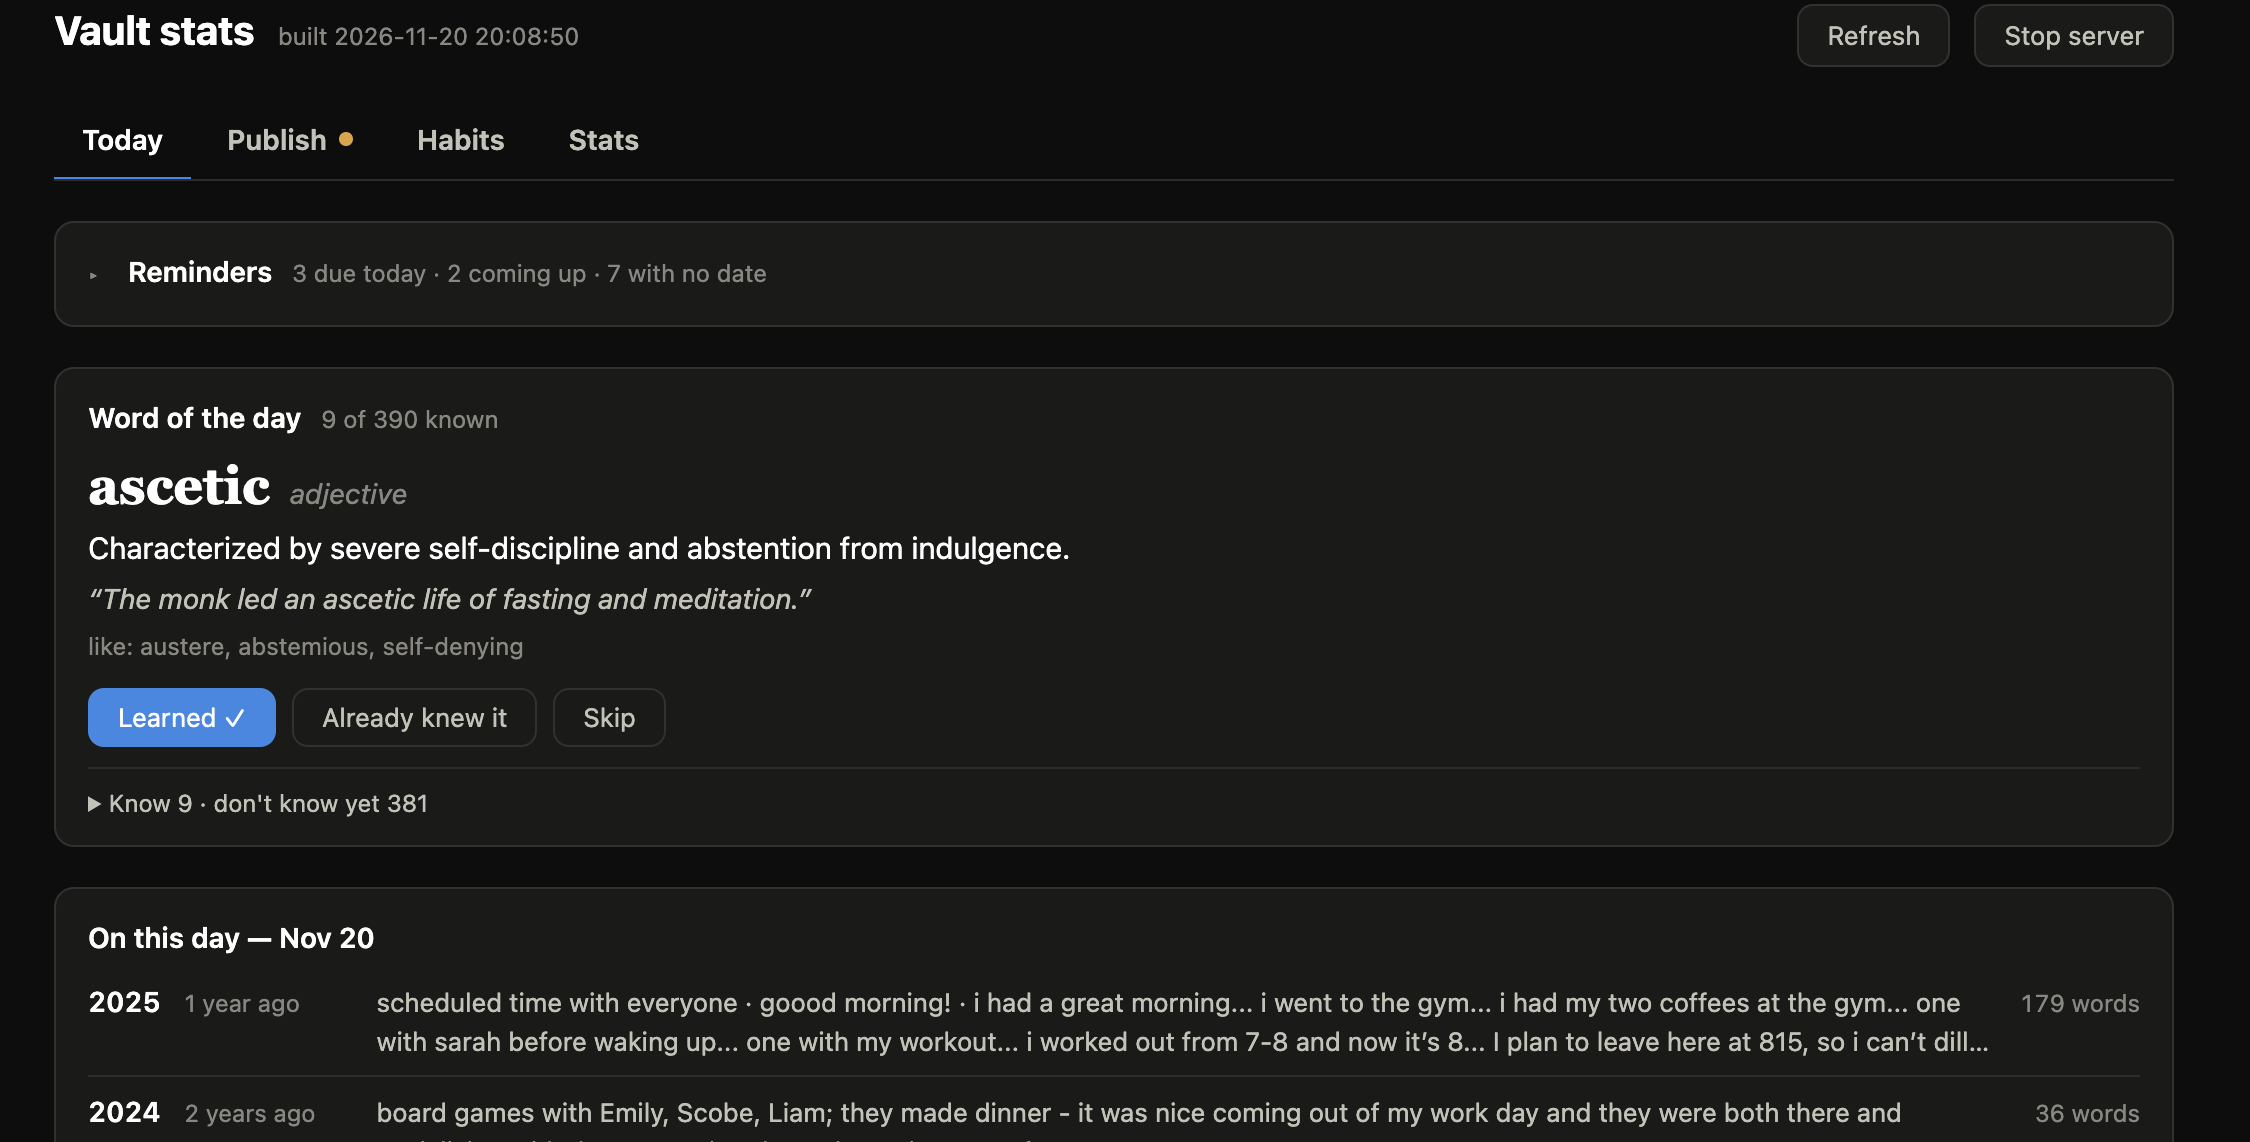 Vault stats built 2026-11-20 20:08:50 Refresh Stop server
Today Publish Habits Stats
Reminders 3 due today · 2 coming up · 7 with no date
Word of the day 9 of 390 known
ascetic adjective
Characterized by severe self-discipline and abstention from indulgence.
“The monk led an ascetic life of fasting and meditation.”
like: austere, abstemious, self-denying
Learned ✓ Already knew it Skip
Know 9 · don't know yet 381
On this day — Nov 20
2025 1 year ago scheduled time with everyone · goood morning! · i had a great morning... i went to the gym... i had my two coffees at the gym... one 179 words
with sarah before waking up... one with my workout... i worked out from 7-8 and now it’s 8... I plan to leave here at 815, so i can’t dill...
2024 2 years ago board games with Emily, Scobe, Liam; they made dinner - it was nice coming out of my work day and they were both there and 36 words